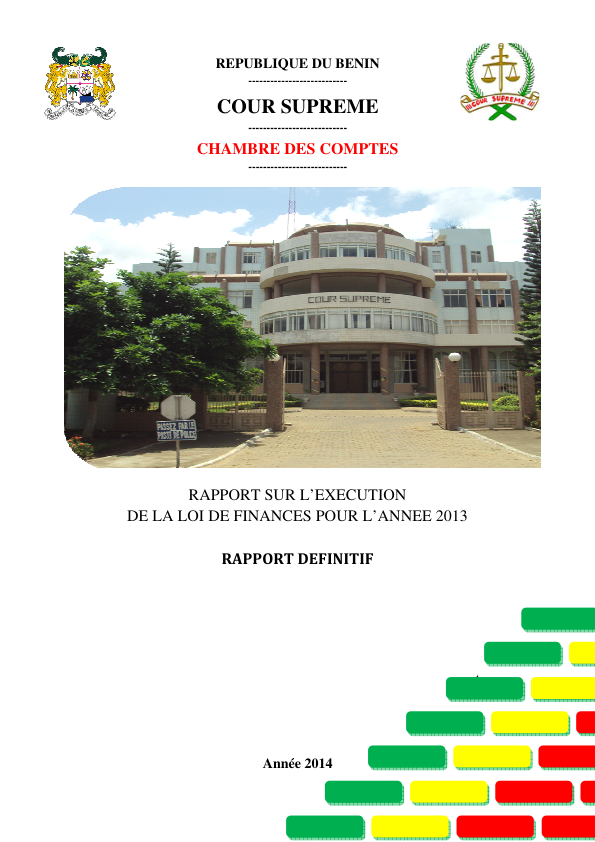 REPUBLIQUE DU BENIN
---------------------------
COUR SUPREME
---------------------------
CHAMBRE DES COMPTES
---------------------------
COUR SUPREME
COUR SUPREME
PASSEZ PAR LE
POSTE DE POLICE
RAPPORT SUR L’EXECUTION
DE LA LOI DE FINANCES POUR L’ANNEE 2013
RAPPORT DEFINITIF
Année 2014